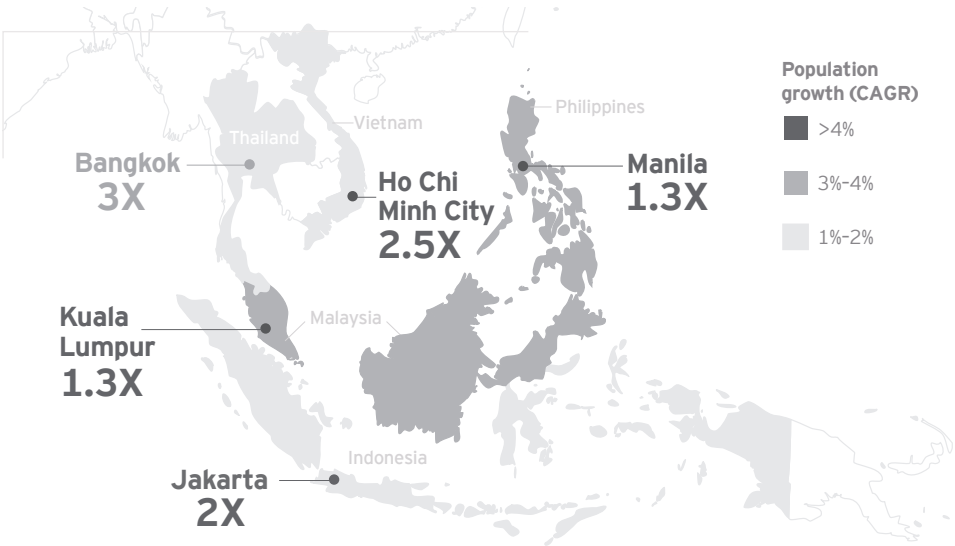 Population
growth (CAGR)
>4%
3%–4%
1%–2%
Philippines
Vietnam
Thailand
Bangkok
3X
Ho Chi
Minh City
2.5X
Manila
1.3X
Kuala
Lumpur
1.3X
Malaysia
Indonesia
Jakarta
2X